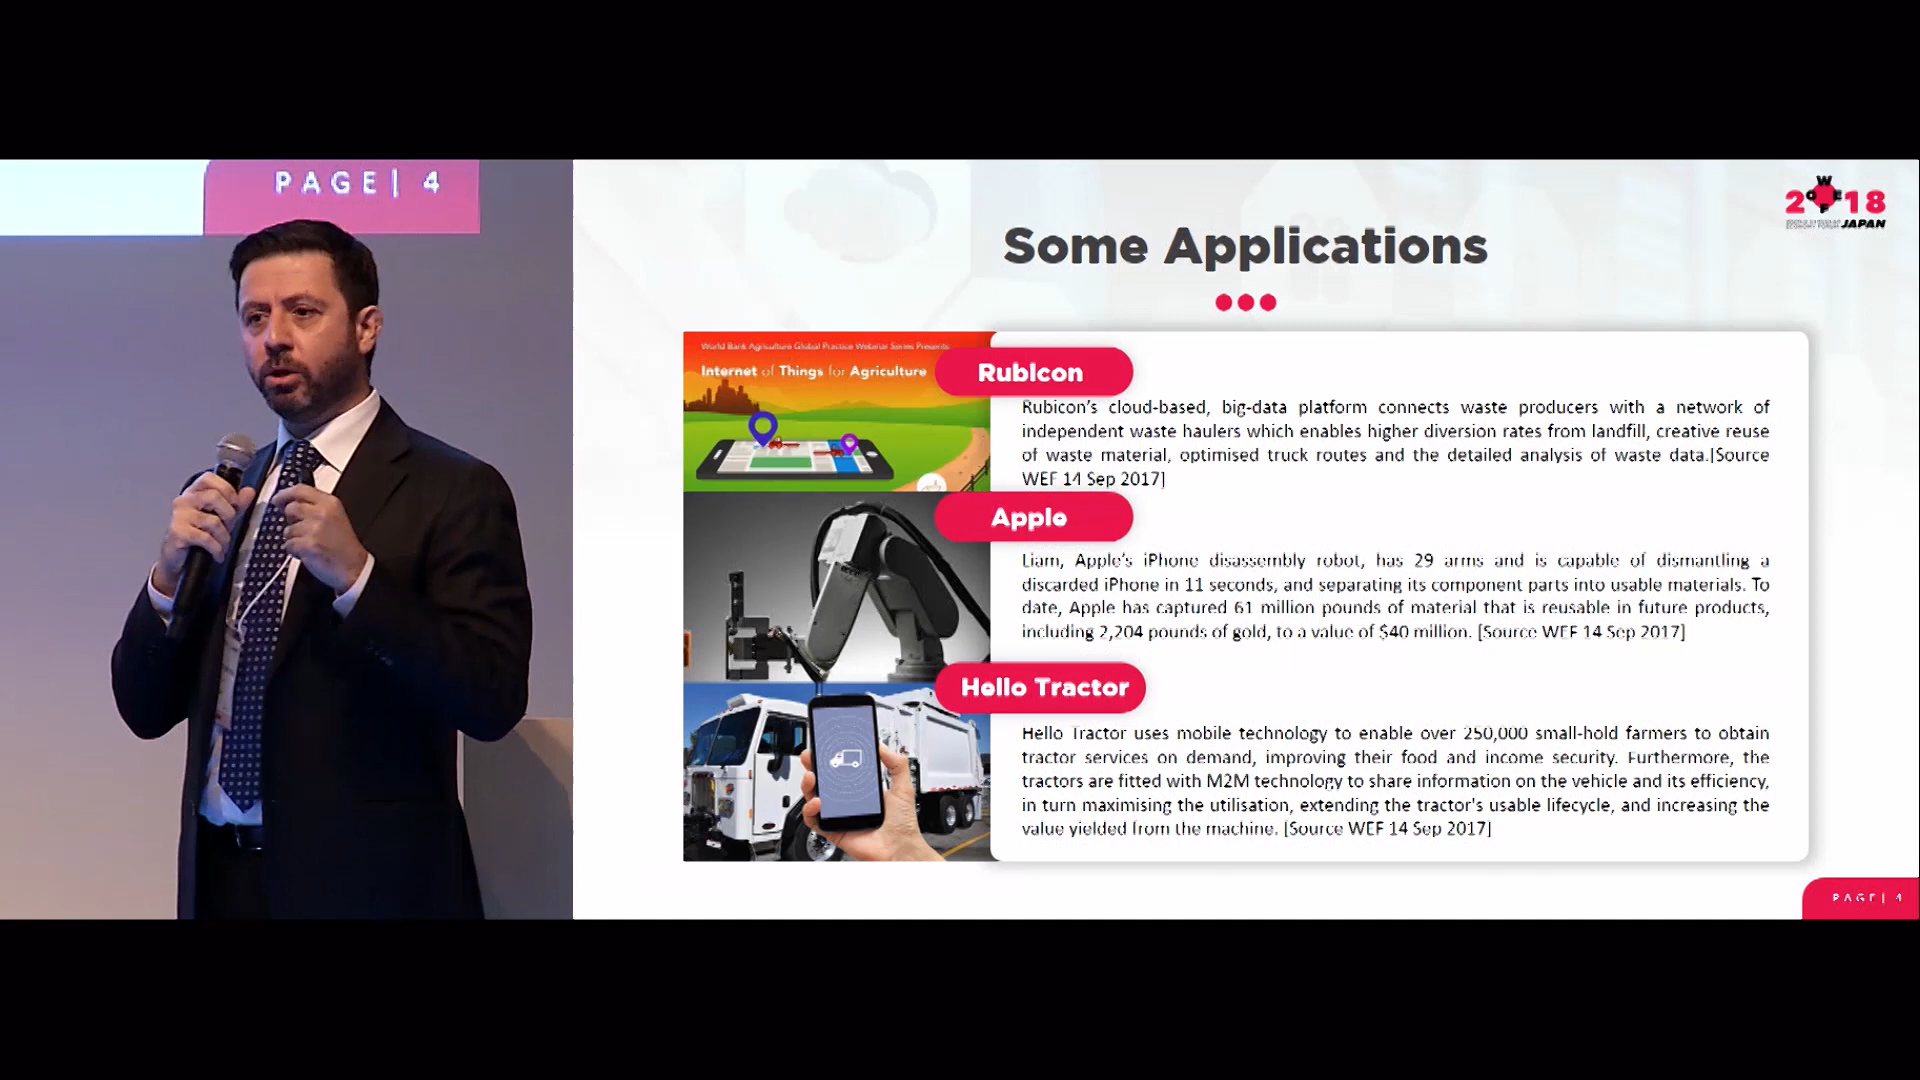 PAGE| 4
2018
WOEF
JAPAN
Some Applications
World Bank Agriculture Global Practice Webinar Series Presents:
Internet of Things for Agriculture
Rubicon
Rubicon's cloud-based, big-data platform connects waste producers with a network of
independent waste haulers which enables higher diversion rates from landfill, creative reuse
of waste material, optimised truck routes and the detailed analysis of waste data.[Source
WEF 14 Sep 2017]
Apple
Liam, Apple's iPhone disassembly robot, has 29 arms and is capable of dismantling a
discarded iPhone in 11 seconds, and separating its component parts into usable materials. To
date, Apple has captured 61 million pounds of material that is reusable in future products,
including 2,204 pounds of gold, to a value of $40 million. [Source WEF 14 Sep 2017]
Hello Tractor
Hello Tractor uses mobile technology to enable over 250,000 small-hold farmers to obtain
tractor services on demand, improving their food and income security. Furthermore, the
tractors are fitted with M2M technology to share information on the vehicle and its efficiency,
in turn maximising the utilisation, extending the tractor's usable lifecycle, and increasing the
value yielded from the machine. [Source WEF 14 Sep 2017]
PAGE| 4